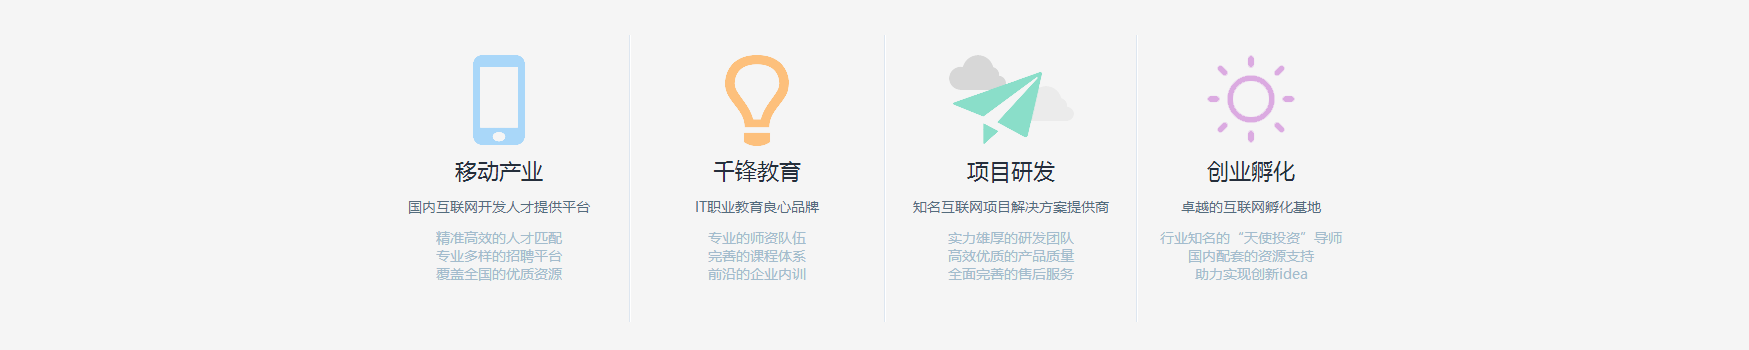 移动产业
国内互联网开发人才提供平台
精准高效的人才匹配
专业多样的招聘平台
覆盖全国的优质资源
千锋教育
IT职业教育良心品牌
专业的师资队伍
完善的课程体系
前沿的企业内训
项目研发
知名互联网项目解决方案提供商
实力雄厚的研发团队
高效优质的产品质量
全面完善的售后服务
创业孵化
卓越的互联网孵化基地
行业知名的“天使投资”导师
国内配套的资源支持
助力实现创新idea